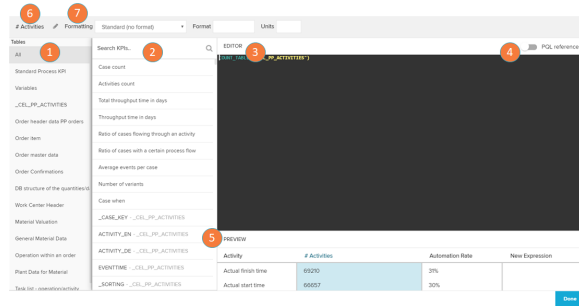 6
7
# Activities
Formatting
Standard (no format)
Format
Units
Tables
1
All
Standard Process KPI
Variables
_CEL_PP_ACTIVITIES
Order header data PP orders
Order item
Order master data
Order Confirmations
DB structure of the quantities/d
Work Center Header
Material Valuation
General Material Data
Operation within an order
Plant Data for Material
Task list - operation/activity
Search KPIs..
2
Case count
Activities count
Total throughput time in days
Throughput time in days
Ratio of cases flowing through an activity
Ratio of cases with a certain process flow
Average events per case
Number of variants
Case when
_CASE_KEY - _CEL_PP_ACTIVITIES
ACTIVITY_EN - _CEL_PP_ACTIVITIES
ACTIVITY_DE - _CEL_PP_ACTIVITIES
EVENTTIME - _CEL_PP_ACTIVITIES
_SORTING - _CEL_PP_ACTIVITIES
EDITOR
3
4
PQL reference
5
PREVIEW
Activity
# Activities
Automation Rate
New Expression
Actual finish time
69210
31%
Actual start time
66657
30%
Done